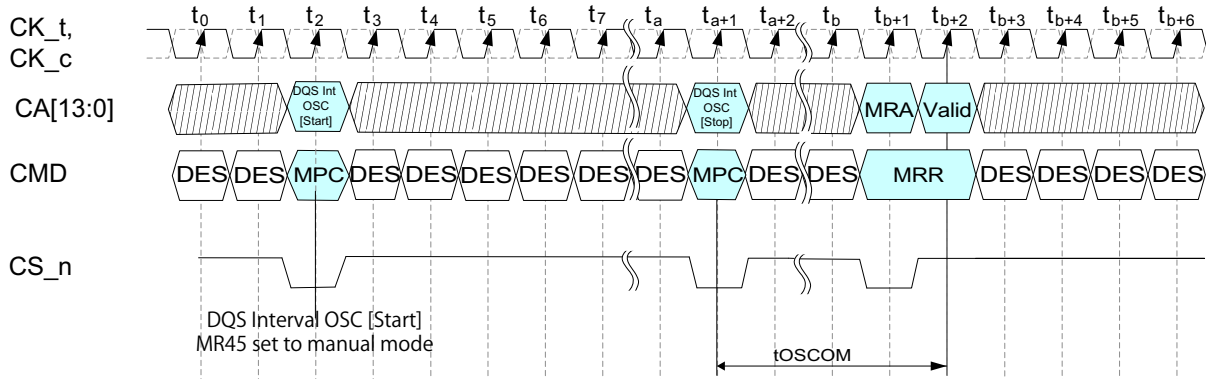 t0 t1 t2 t3 t4 t5 t6 t7 ta ta+1 ta+2 tb tb+1 tb+2 tb+3 tb+4 tb+5 tb+6
CK_t,
CK_c
CA[13:0]
DQS Int
OSC
[Start]
DQS Int
OSC
[Stop]
MRA Valid
CMD
DES DES MPC DES DES DES DES DES DES MPC DES DES MRR DES DES DES DES
CS_n
DQS Interval OSC [Start]
MR45 set to manual mode
tOSCOM